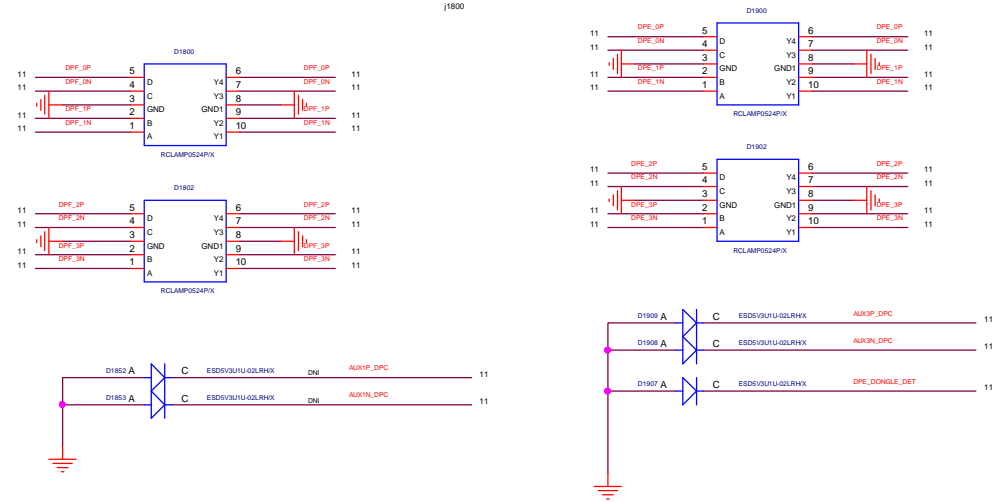 j1800
D1800
11 DPF_0P 5 D Y4 6 DPF_0P 11
11 DPF_0N 4 C Y3 7 DPF_0N 11
3 GND GND1 8
11 DPF_1P 2 B Y2 9 DPF_1P 11
11 DPF_1N 1 A Y1 10 DPF_1N 11
RCLAMP0524P/X
D1802
11 DPF_2P 5 D Y4 6 DPF_2P 11
11 DPF_2N 4 C Y3 7 DPF_2N 11
3 GND GND1 8
11 DPF_3P 2 B Y2 9 DPF_3P 11
11 DPF_3N 1 A Y1 10 DPF_3N 11
RCLAMP0524P/X
D1852 A C ESD5V3U1U-02LRH/X DNI AUX1P_DPC 11
D1853 A C ESD5V3U1U-02LRH/X DNI AUX1N_DPC 11
D1900
11 DPE_0P 5 D Y4 6 DPE_0P 11
11 DPE_0N 4 C Y3 7 DPE_0N 11
3 GND GND1 8
11 DPE_1P 2 B Y2 9 DPE_1P 11
11 DPE_1N 1 A Y1 10 DPE_1N 11
RCLAMP0524P/X
D1902
11 DPE_2P 5 D Y4 6 DPE_2P 11
11 DPE_2N 4 C Y3 7 DPE_2N 11
3 GND GND1 8
11 DPE_3P 2 B Y2 9 DPE_3P 11
11 DPE_3N 1 A Y1 10 DPE_3N 11
RCLAMP0524P/X
D1909 A C ESD5V3U1U-02LRH/X AUX3P_DPC 11
D1908 A C ESD5V3U1U-02LRH/X AUX3N_DPC 11
D1907 A C ESD5V3U1U-02LRH/X DPE_DONGLE_DET 11